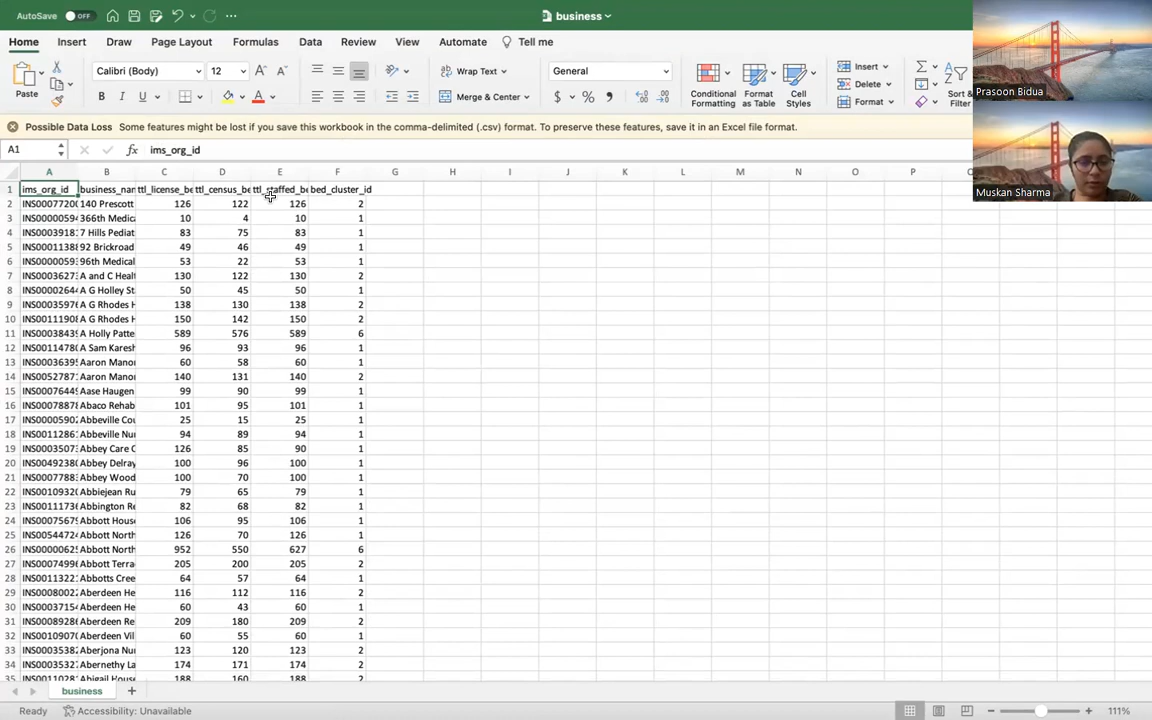 AutoSave OFF
business
Home Insert Draw Page Layout Formulas Data Review View Automate Tell me
Prasoon Bidua
Muskan Sharma
Paste
Calibri (Body) 12
B I U
Wrap Text
Merge & Center
General
$ %
Conditional Formatting
Format as Table
Cell Styles
Insert
Delete
Format
Sort & Filter
Possible Data Loss Some features might be lost if you save this workbook in the comma-delimited (.csv) format. To preserve these features, save it in an Excel file format.
A1 fx ims_org_id
A B C D E F G H I J K L M N O P
1 ims_org_id business_nan ttl_license_be ttl_census_be ttl_staffed_be bed_cluster_id
2 INS0007720 140 Prescott 126 122 126 2
3 INS0000059 366th Medica 10 4 10 1
4 INS0003918 7 Hills Pediat 83 75 83 1
5 INS0001138 92 Brickroad 49 46 49 1
6 INS0000059 96th Medical 53 22 53 1
7 INS0003627 A and C Healt 130 122 130 2
8 INS0000264 A G Holley St 50 45 50 1
9 INS0003597 A G Rhodes H 138 130 138 2
10 INS0011190 A G Rhodes H 150 142 150 2
11 INS0003843 A Holly Patte 589 576 589 6
12 INS0011478 A Sam Karesh 96 93 96 1
13 INS0003639 Aaron Manor 60 58 60 1
14 INS0052787 Aaron Manor 140 131 140 2
15 INS0007644 Aase Haugen 99 90 99 1
16 INS0007887 Abaco Rehab 101 95 101 1
17 INS0000590 Abbeville Cou 25 15 25 1
18 INS0011286 Abbeville Nur 94 89 94 1
19 INS0003507 Abbey Care C 126 85 90 1
20 INS0049238 Abbey Delray 100 96 100 1
21 INS0007788 Abbey Wood 100 70 100 1
22 INS0010932 Abbiejean Ru 79 65 79 1
23 INS0011173 Abbington Re 82 68 82 1
24 INS0007567 Abbott House 106 95 106 1
25 INS0054472 Abbott North 126 70 126 1
26 INS0000062 Abbott North 952 550 627 6
27 INS0007499 Abbott Terra 205 200 205 2
28 INS0011322 Abbotts Cree 64 57 64 1
29 INS0008002 Aberdeen He 116 112 116 2
30 INS0003715 Aberdeen He 60 43 60 1
31 INS0008928 Aberdeen Re 209 180 209 2
32 INS0010907 Aberdeen Vil 60 55 60 1
33 INS0003538 Aberjona Nur 123 120 123 2
34 INS0003532 Abernethy La 174 171 174 2
35 INS0011028 Abigail House 188 160 188 2
business
Ready Accessibility: Unavailable 111%